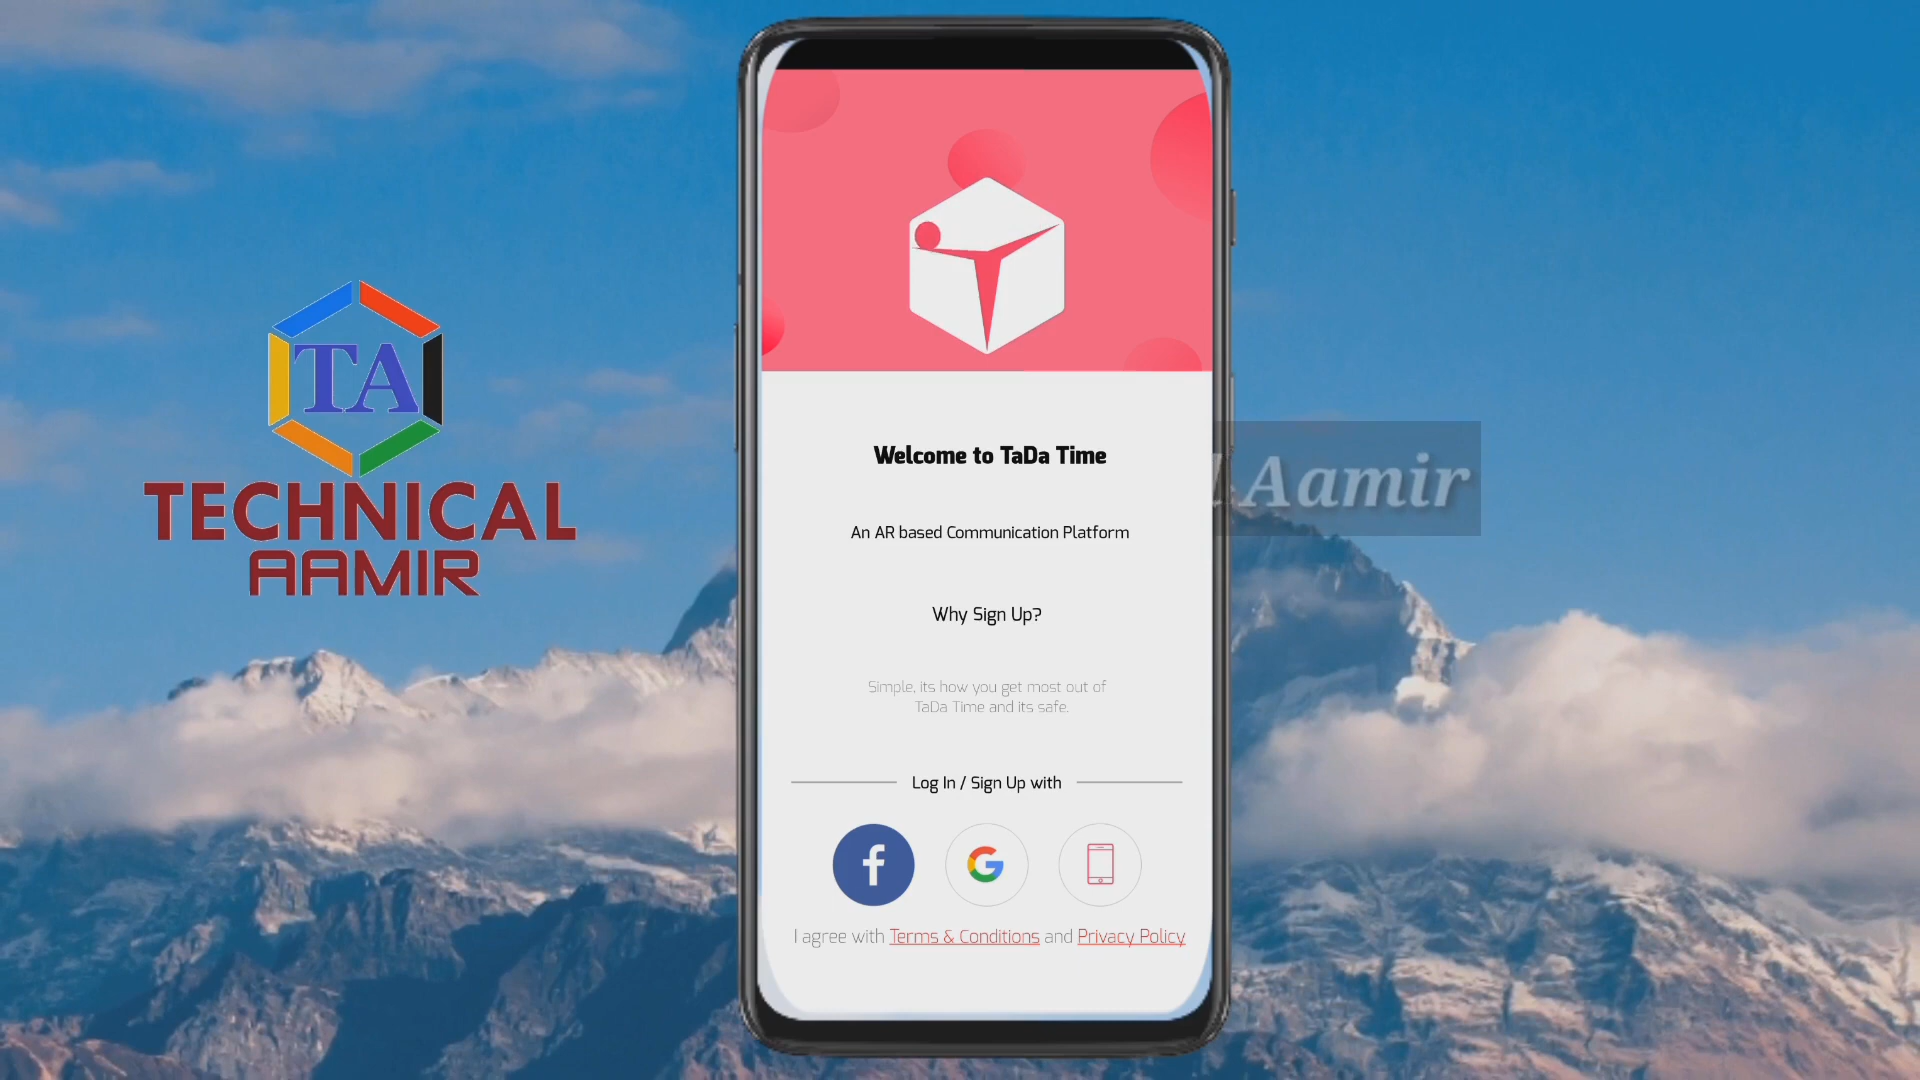 TA
TECHNICAL
AAMIR
Welcome to TaDa Time
An AR based Communication Platform
Why Sign Up?
Simple, its how you get most out of
TaDa Time and its safe.
Log In / Sign Up with
I agree with Terms & Conditions and Privacy Policy
Aamir